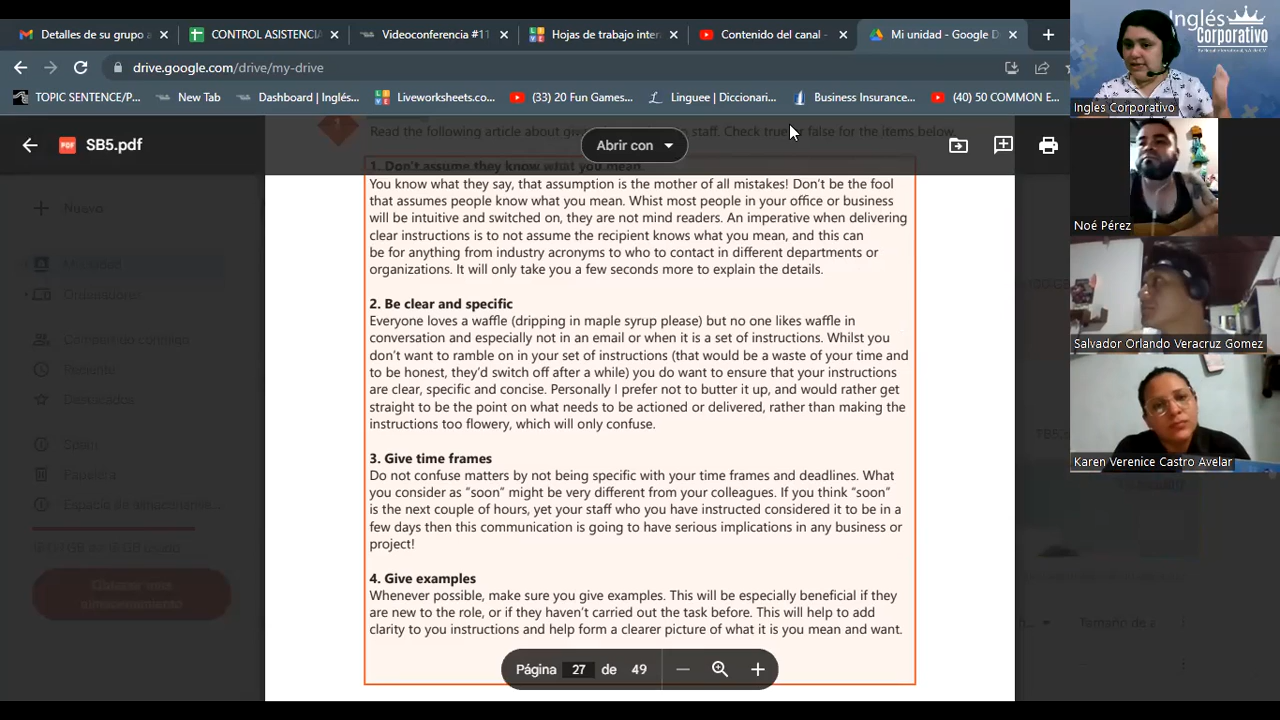 Detalles de su grupo
CONTROL ASISTENCIA
Videoconferencia #11
Hojas de trabajo inter
Contenido del canal -
Mi unidad - Google D
drive.google.com/drive/my-drive
TOPIC SENTENCE/P...
New Tab
Dashboard | Inglés...
Liveworksheets.co...
(33) 20 Fun Games...
Linguee | Diccionari...
Business Insurance...
(40) 50 COMMON E...
SB5.pdf
Abrir con
Read the following article about
staff. Check true or false for the items below.
1. Don't assume they know what you mean.
You know what they say, that assumption is the mother of all mistakes! Don't be the fool
that assumes people know what you mean. Whist most people in your office or business
will be intuitive and switched on, they are not mind readers. An imperative when delivering
clear instructions is to not assume the recipient knows what you mean, and this can
be for anything from industry acronyms to who to contact in different departments or
organizations. It will only take you a few seconds more to explain the details.
2. Be clear and specific
Everyone loves a waffle (dripping in maple syrup please) but no one likes waffle in
conversation and especially not in an email or when it is a set of instructions. Whilst you
don't want to ramble on in your set of instructions (that would be a waste of your time and
to be honest, they'd switch off after a while) you do want to ensure that your instructions
are clear, specific and concise. Personally I prefer not to butter it up, and would rather get
straight to be the point on what needs to be actioned or delivered, rather than making the
instructions too flowery, which will only confuse.
3. Give time frames
Do not confuse matters by not being specific with your time frames and deadlines. What
you consider as "soon" might be very different from your colleagues. If you think "soon"
is the next couple of hours, yet your staff who you have instructed considered it to be in a
few days then this communication is going to have serious implications in any business or
project!
4. Give examples
Whenever possible, make sure you give examples. This will be especially beneficial if they
are new to the role, or if they haven't carried out the task before. This will help to add
clarity to you instructions and help form a clearer picture of what it is you mean and want.
Página 27 de 49
Nuevo
Mi unidad
Ordenadores
Compartido conmigo
Reciente
Destacados
Spam
Papelera
Espacio de almacenamiento
Tamaño de a
Inglés
Corporativo
Ingles Corporativo
Noé Pérez
Salvador Orlando Veracruz Gomez
Karen Verenice Castro Avelar